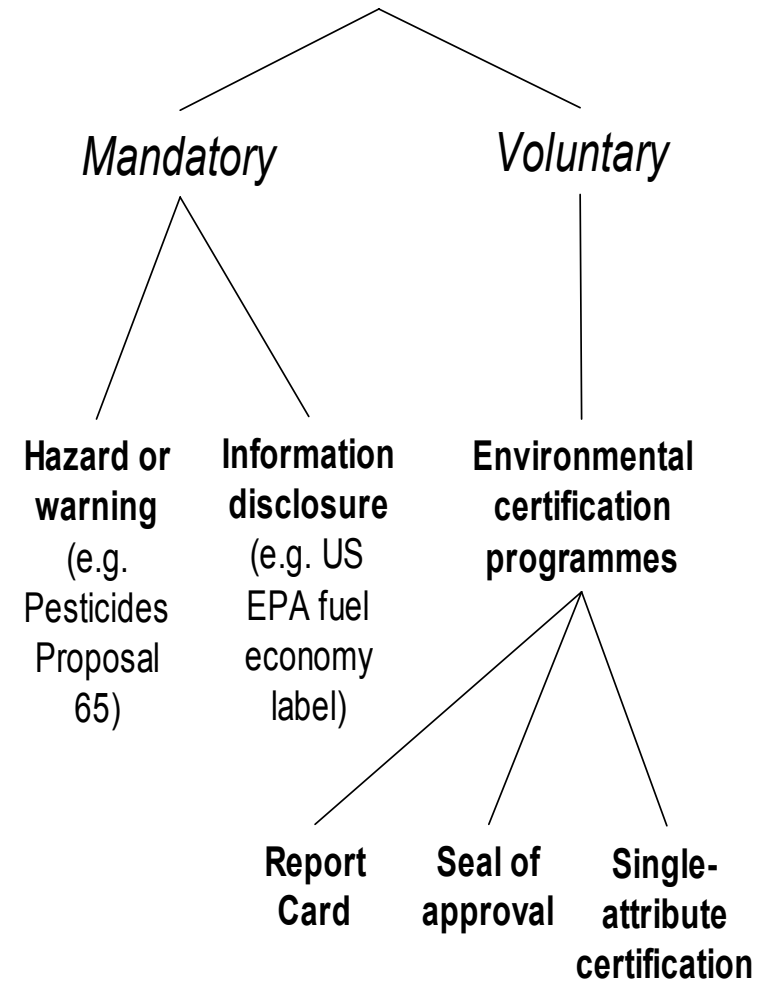 Mandatory
Voluntary
Hazard or
warning
(e.g.
Pesticides
Proposal
65)
Information
disclosure
(e.g. US
EPA fuel
economy
label)
Environmental
certification
programmes
Report
Card
Seal of
approval
Single-
attribute
certification